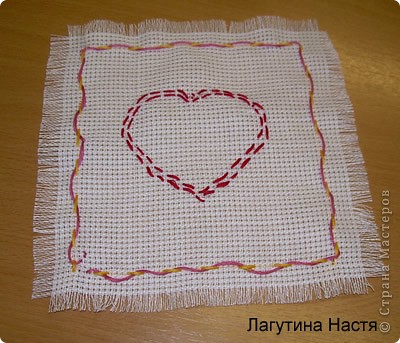 Лагутина Настя
© Страна Мастеров